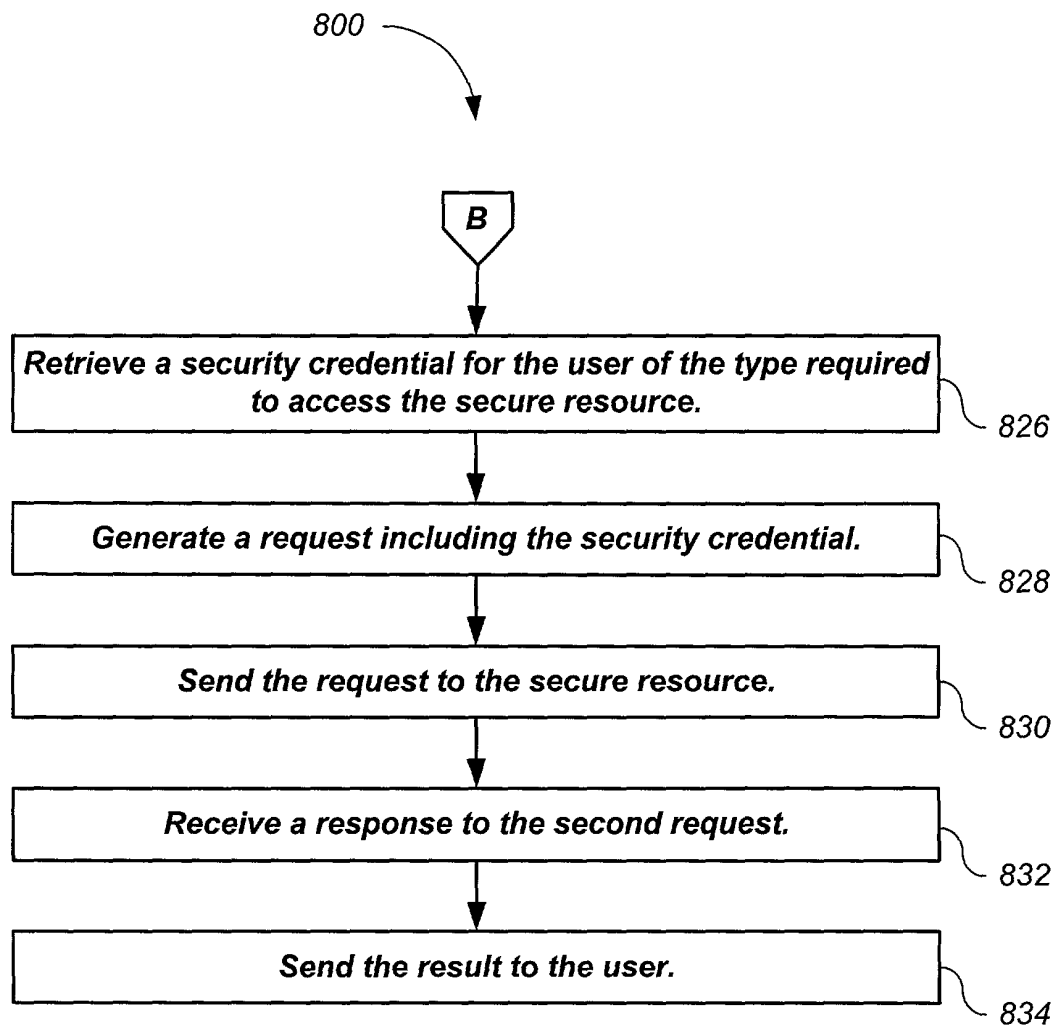 800
B
Retrieve a security credential for the user of the type required
to access the secure resource.
826
Generate a request including the security credential.
828
Send the request to the secure resource.
830
Receive a response to the second request.
832
Send the result to the user.
834